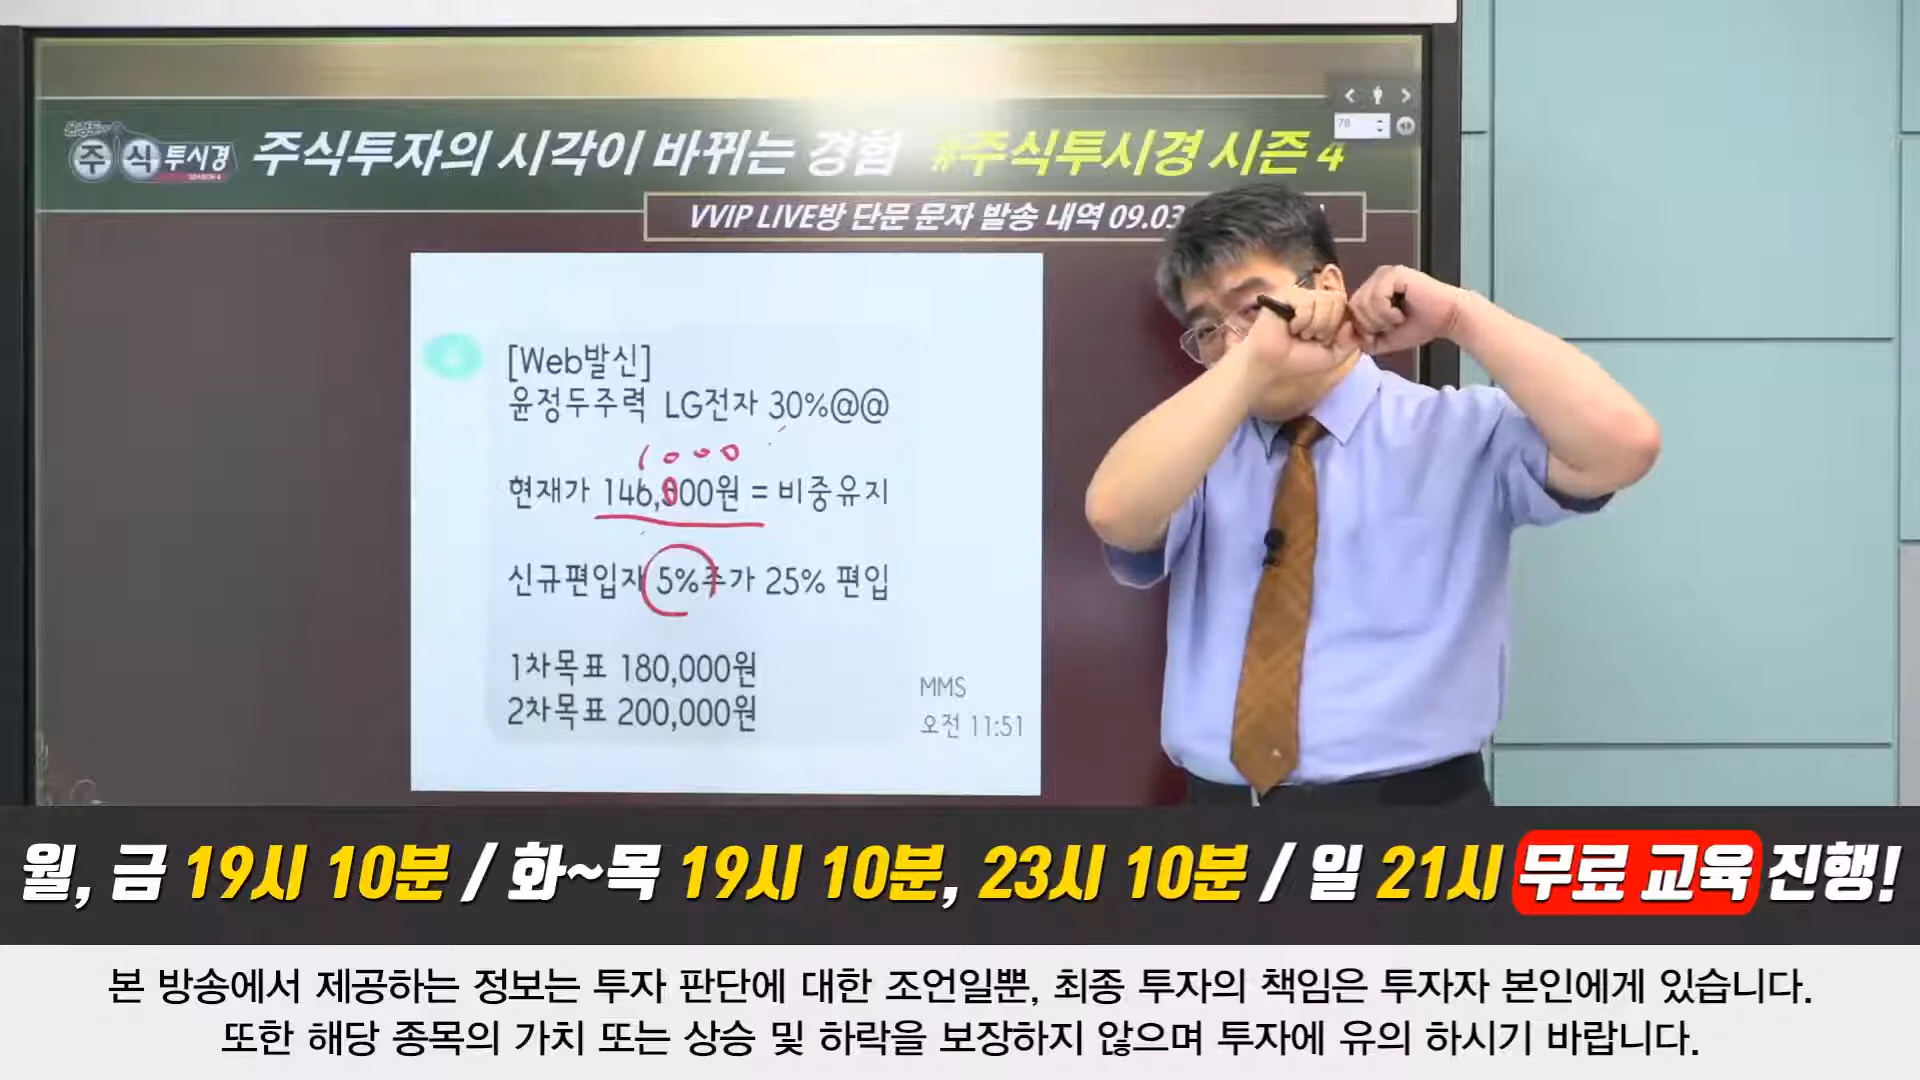 주식투시경
SEASON 4
주식투자의 시각이 바뀌는 경험 #주식투시경 시즌 4
78
VVIP LIVE방 단문 문자 발송 내역 09.03
[Web발신]
윤정두주력 LG전자 30%@@
1000
현재가 146,000원 = 비중유지
신규편입자 5%추가 25% 편입
1차목표 180,000원
2차목표 200,000원
MMS
오전 11:51
월, 금 19시 10분 / 화~목 19시 10분, 23시 10분 / 일 21시 무료 교육 진행!
본 방송에서 제공하는 정보는 투자 판단에 대한 조언일뿐, 최종 투자의 책임은 투자자 본인에게 있습니다.
또한 해당 종목의 가치 또는 상승 및 하락을 보장하지 않으며 투자에 유의 하시기 바랍니다.